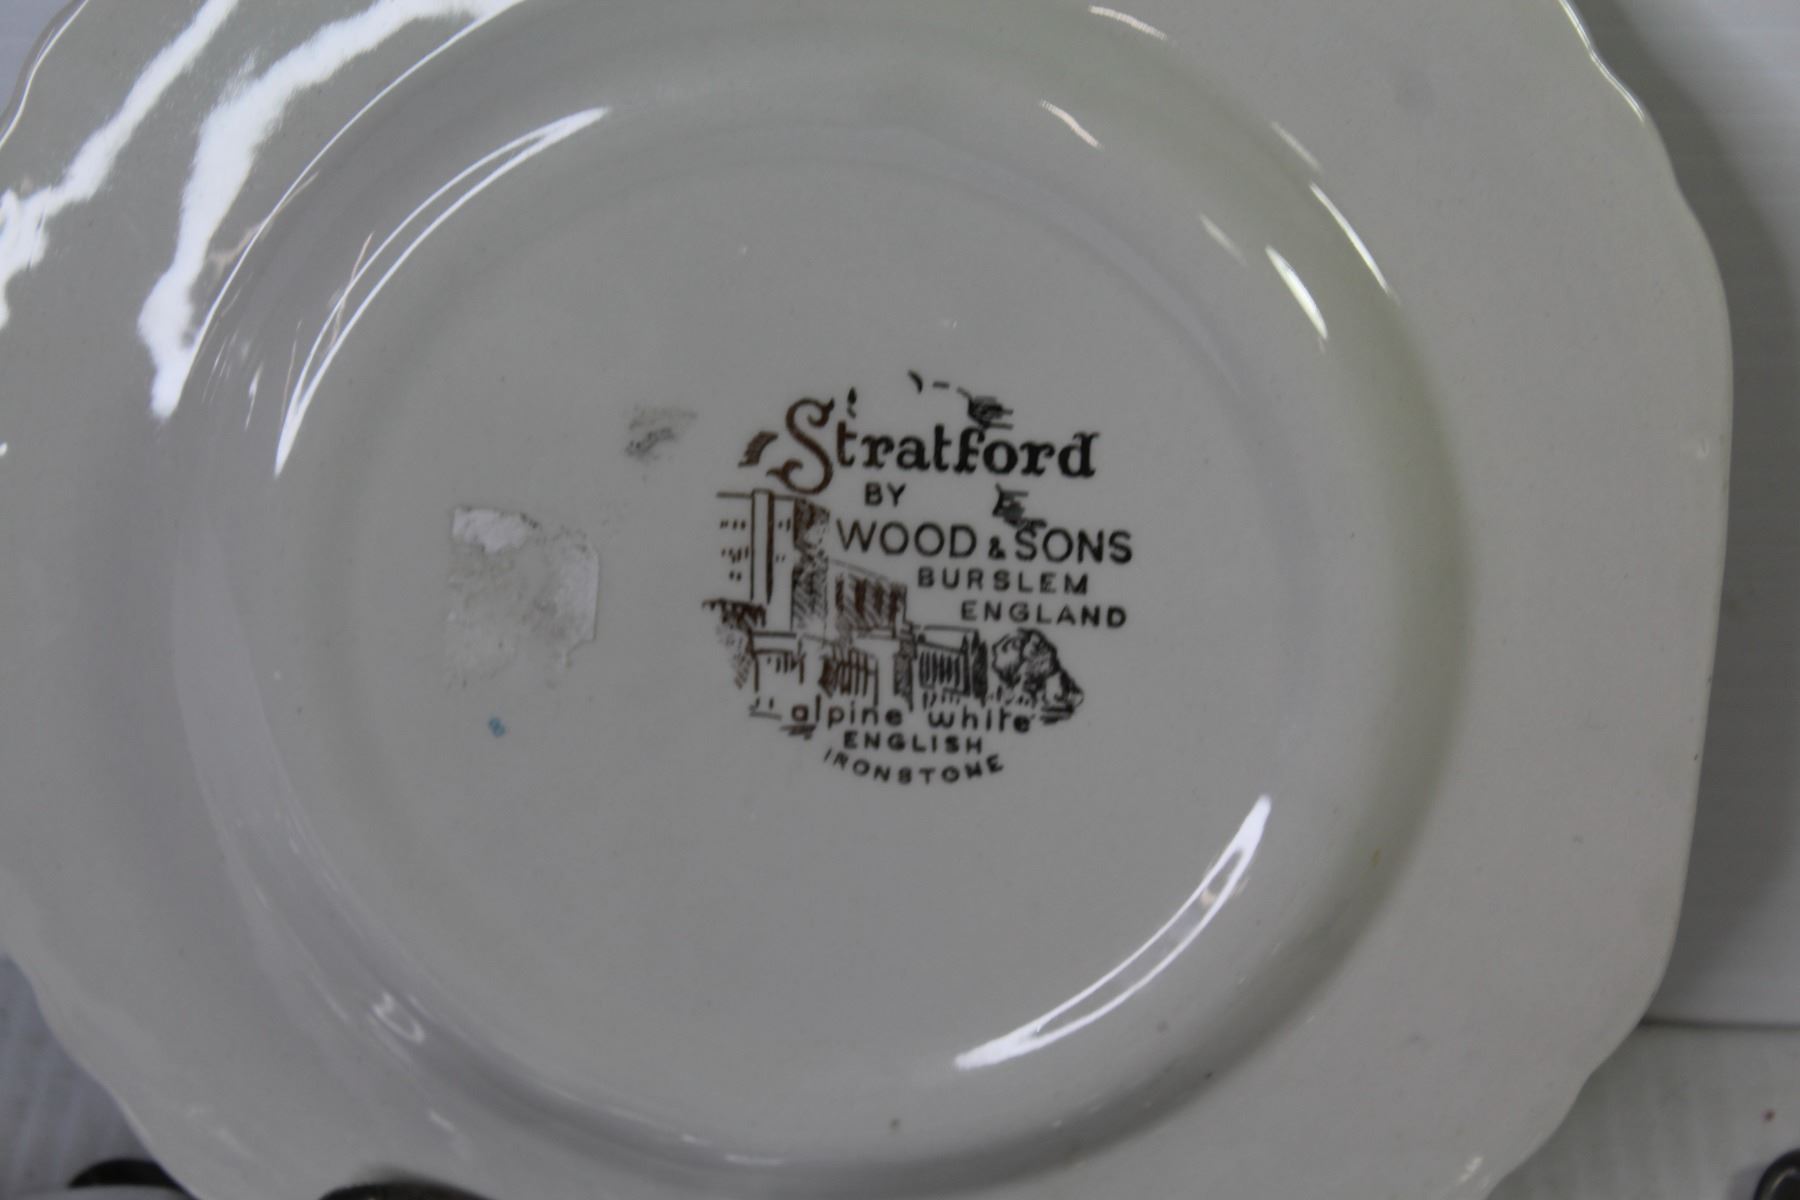 Stratford
BY
WOOD & SONS
BURSLEM
ENGLAND
alpine white
ENGLISH
IRONSTONE